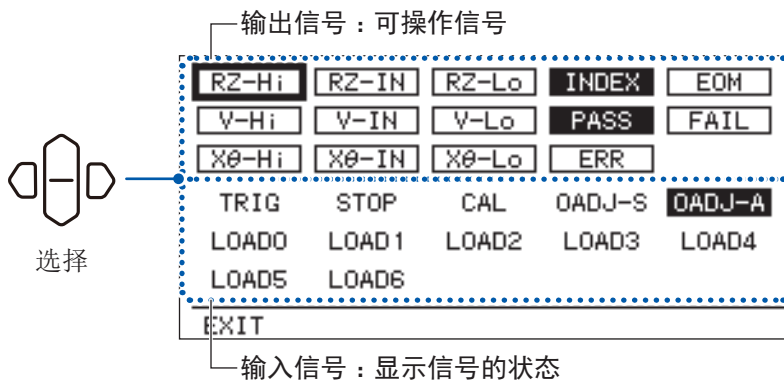 输出信号：可操作信号
RZ-Hi RZ-IN RZ-Lo INDEX EOM
V-Hi V-IN V-Lo PASS FAIL
Xθ-Hi Xθ-IN Xθ-Lo ERR
TRIG STOP CAL OADJ-S OADJ-A
LOAD0 LOAD1 LOAD2 LOAD3 LOAD4
选择
LOAD5 LOAD6
EXIT
输入信号：显示信号的状态